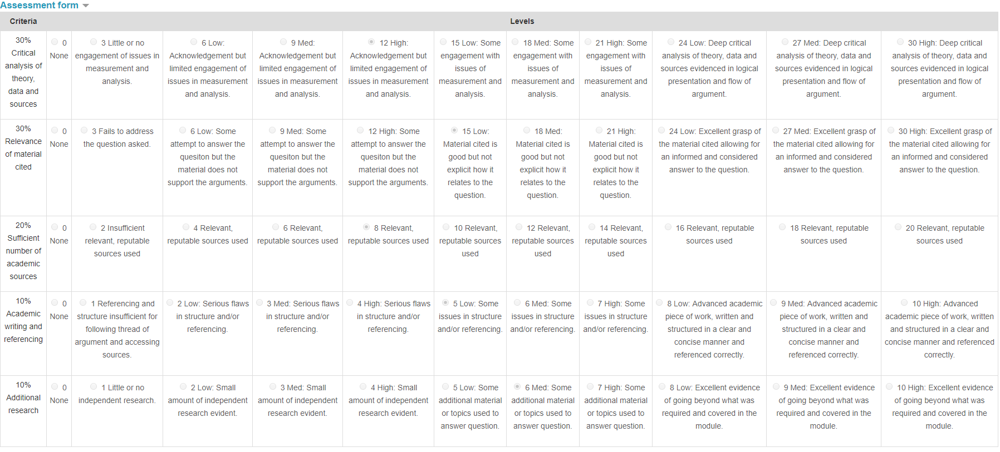 Assessment form
Criteria
Levels
30%
Critical
analysis of
theory,
data and
sources
0
None
3 Little or no
engagement of issues in
measurement and
analysis.
6 Low:
Acknowledgement but
limited engagement of
issues in measurement
and analysis.
9 Med:
Acknowledgement but
limited engagement of
issues in measurement
and analysis.
12 High:
Acknowledgement but
limited engagement of
issues in measurement
and analysis.
15 Low: Some
engagement with
issues of
measurement and
analysis.
18 Med: Some
engagement with
issues of
measurement and
analysis.
21 High: Some
engagement with
issues of
measurement and
analysis.
24 Low: Deep critical
analysis of theory, data and
sources evidenced in logical
presentation and flow of
argument.
27 Med: Deep critical
analysis of theory, data and
sources evidenced in logical
presentation and flow of
argument.
30 High: Deep critical
analysis of theory, data and
sources evidenced in logical
presentation and flow of
argument.
30%
Relevance
of material
cited
0
None
3 Fails to address
the question asked.
6 Low: Some
attempt to answer the
quesiton but the
material does not
support the arguments.
9 Med: Some
attempt to answer the
quesiton but the
material does not
support the arguments.
12 High: Some
attempt to answer the
quesiton but the
material does not
support the arguments.
15 Low:
Material cited is
good but not
explicit how it
relates to the
question.
18 Med:
Material cited is
good but not
explicit how it
relates to the
question.
21 High:
Material cited is
good but not
explicit how it
relates to the
question.
24 Low: Excellent grasp of
the material cited allowing for
an informed and considered
answer to the question.
27 Med: Excellent grasp of
the material cited allowing for
an informed and considered
answer to the question.
30 High: Excellent grasp of
the material cited allowing for
an informed and considered
answer to the question.
20%
Sufficient
number of
academic
sources
0
None
2 Insufficient
relevant, reputable
sources used
4 Relevant,
reputable sources used
6 Relevant,
reputable sources used
8 Relevant,
reputable sources used
10 Relevant,
reputable sources
used
12 Relevant,
reputable sources
used
14 Relevant,
reputable sources
used
16 Relevant, reputable
sources used
18 Relevant, reputable
sources used
20 Relevant, reputable
sources used
10%
Academic
writing and
referencing
0
None
1 Referencing and
structure insufficient for
following thread of
argument and accessing
sources.
2 Low: Serious flaws
in structure and/or
referencing.
3 Med: Serious flaws
in structure and/or
referencing.
4 High: Serious flaws
in structure and/or
referencing.
5 Low: Some
issues in structure
and/or referencing.
6 Med: Some
issues in structure
and/or referencing.
7 High: Some
issues in structure
and/or referencing.
8 Low: Advanced academic
piece of work, written and
structured in a clear and
concise manner and
referenced correctly.
9 Med: Advanced academic
piece of work, written and
structured in a clear and
concise manner and
referenced correctly.
10 High: Advanced
academic piece of work, written
and structured in a clear and
concise manner and referenced
correctly.
10%
Additional
research
0
None
1 Little or no
independent research.
2 Low: Small
amount of independent
research evident.
3 Med: Small
amount of independent
research evident.
4 High: Small
amount of independent
research evident.
5 Low: Some
additional material
or topics used to
answer question.
6 Med: Some
additional material
or topics used to
answer question.
7 High: Some
additional material
or topics used to
answer question.
8 Low: Excellent evidence
of going beyond what was
required and covered in the
module.
9 Med: Excellent evidence
of going beyond what was
required and covered in the
module.
10 High: Excellent evidence
of going beyond what was
required and covered in the
module.